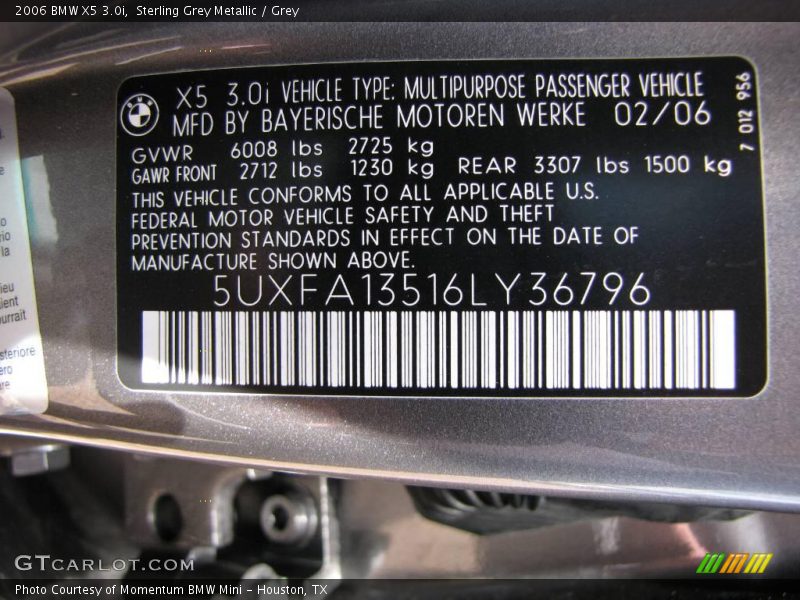 2006 BMW X5 3.0i,  Sterling Grey Metallic / Grey
X5 3.0i VEHICLE TYPE: MULTIPURPOSE PASSENGER VEHICLE
MFD BY BAYERISCHE MOTOREN WERKE 02/06
GVWR 6008 lbs 2725 kg
GAWR FRONT 2712 lbs 1230 kg REAR 3307 lbs 1500 kg
THIS VEHICLE CONFORMS TO ALL APPLICABLE U.S.
FEDERAL MOTOR VEHICLE SAFETY AND THEFT
PREVENTION STANDARDS IN EFFECT ON THE DATE OF
MANUFACTURE SHOWN ABOVE.
5UXFA13516LY36796
7 012 956
GTCARLOT.COM
Photo Courtesy of Momentum BMW Mini - Houston, TX